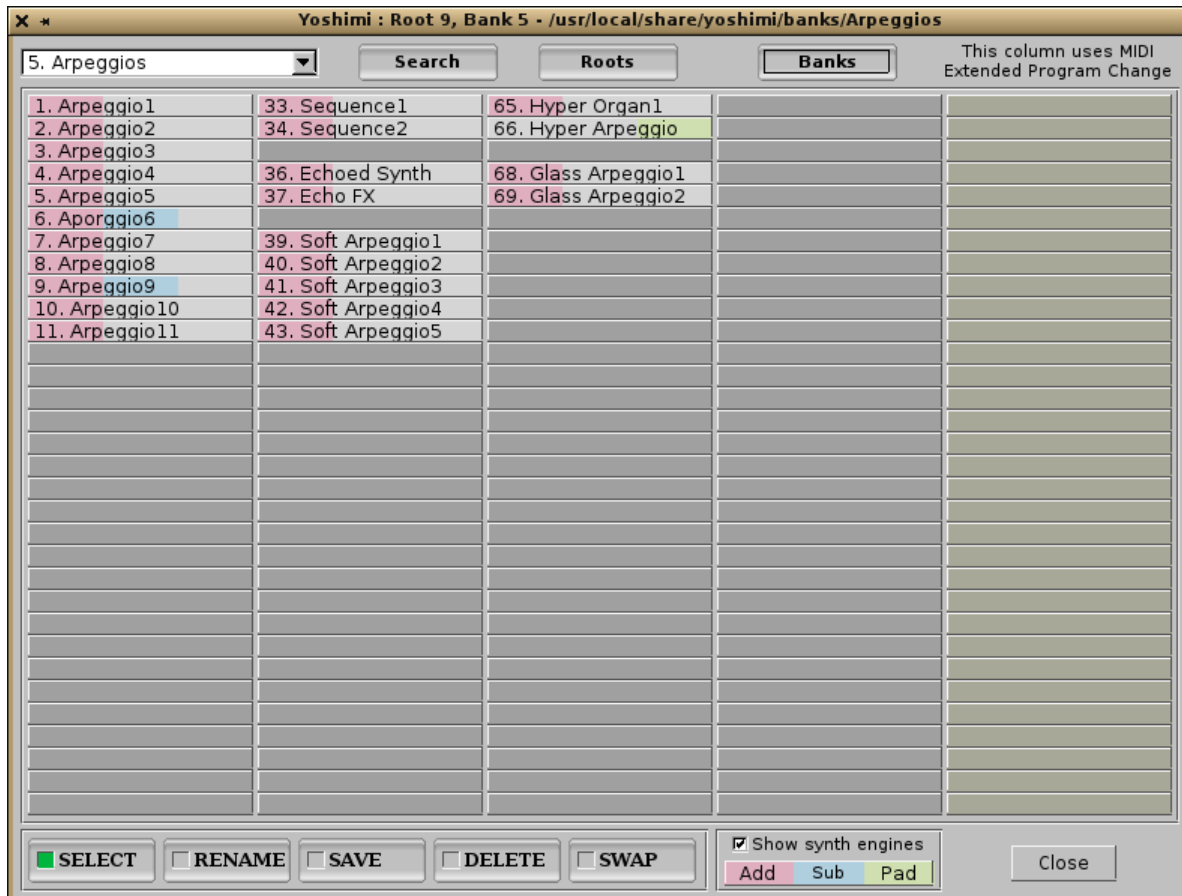 Yoshimi : Root 9, Bank 5 - /usr/local/share/yoshimi/banks/Arpeggios
5. Arpeggios
Search
Roots
Banks
This column uses MIDI
Extended Program Change
1. Arpeggio1
2. Arpeggio2
3. Arpeggio3
4. Arpeggio4
5. Arpeggio5
6. Aporggio6
7. Arpeggio7
8. Arpeggio8
9. Arpeggio9
10. Arpeggio10
11. Arpeggio11
33. Sequence1
34. Sequence2
36. Echoed Synth
37. Echo FX
39. Soft Arpeggio1
40. Soft Arpeggio2
41. Soft Arpeggio3
42. Soft Arpeggio4
43. Soft Arpeggio5
65. Hyper Organ1
66. Hyper Arpeggio
68. Glass Arpeggio1
69. Glass Arpeggio2
SELECT
RENAME
SAVE
DELETE
SWAP
Show synth engines
Add
Sub
Pad
Close